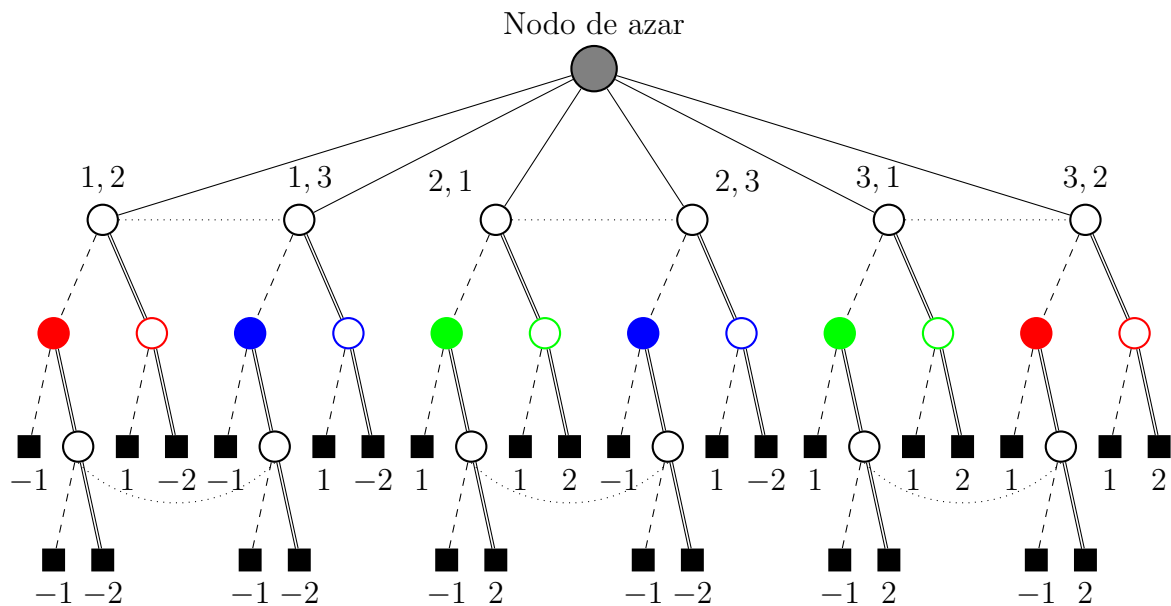 Nodo de azar
1, 2 1, 3 2, 1 2, 3 3, 1 3, 2
−1 1 −2 −1 1 −2 1 1 2 −1 1 −2 1 1 2 1 1 2
−1 −2 −1 −2 −1 2 −1 −2 −1 2 −1 2